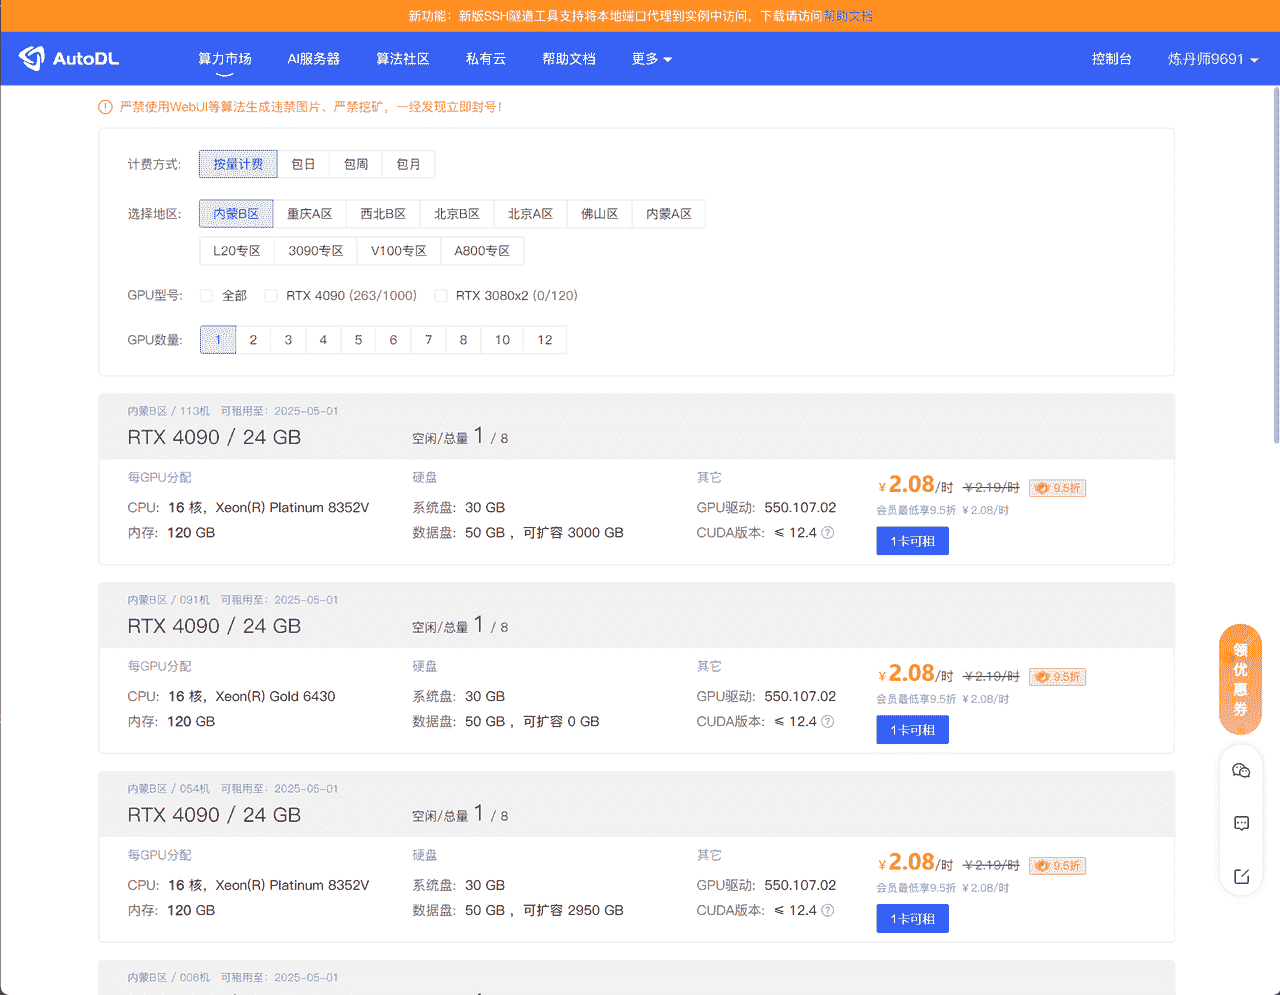 新功能：新版SSH隧道工具支持将本地端口代理到实例中访问，下载请访问帮助文档
AutoDL 算力市场 AI服务器 算法社区 私有云 帮助文档 更多 控制台 炼丹师9691
严禁使用WebUI等算法生成违禁图片、严禁挖矿，一经发现立即封号！
计费方式: 按量计费 包日 包周 包月
选择地区: 内蒙B区 重庆A区 西北B区 北京B区 北京A区 佛山区 内蒙A区
L20专区 3090专区 V100专区 A800专区
GPU型号: 全部 RTX 4090 (263/1000) RTX 3080x2 (0/120)
GPU数量: 1 2 3 4 5 6 7 8 10 12
内蒙B区 / 113机 可租用至：2025-05-01
RTX 4090 / 24 GB 空闲/总量 1 / 8
每GPU分配 硬盘 其它 ¥2.08/时 ¥2.19/时 9.5折
CPU: 16 核，Xeon(R) Platinum 8352V 系统盘: 30 GB GPU驱动: 550.107.02 会员最低享9.5折 ¥2.08/时
内存: 120 GB 数据盘: 50 GB，可扩容 3000 GB CUDA版本: ≤ 12.4 1卡可租
内蒙B区 / 091机 可租用至：2025-05-01
RTX 4090 / 24 GB 空闲/总量 1 / 8
每GPU分配 硬盘 其它 ¥2.08/时 ¥2.19/时 9.5折
CPU: 16 核，Xeon(R) Gold 6430 系统盘: 30 GB GPU驱动: 550.107.02 会员最低享9.5折 ¥2.08/时
内存: 120 GB 数据盘: 50 GB，可扩容 0 GB CUDA版本: ≤ 12.4 1卡可租
领优惠券
内蒙B区 / 054机 可租用至：2025-05-01
RTX 4090 / 24 GB 空闲/总量 1 / 8
每GPU分配 硬盘 其它 ¥2.08/时 ¥2.19/时 9.5折
CPU: 16 核，Xeon(R) Platinum 8352V 系统盘: 30 GB GPU驱动: 550.107.02 会员最低享9.5折 ¥2.08/时
内存: 120 GB 数据盘: 50 GB，可扩容 2950 GB CUDA版本: ≤ 12.4 1卡可租
内蒙B区 / 006机 可租用至：2025-05-01